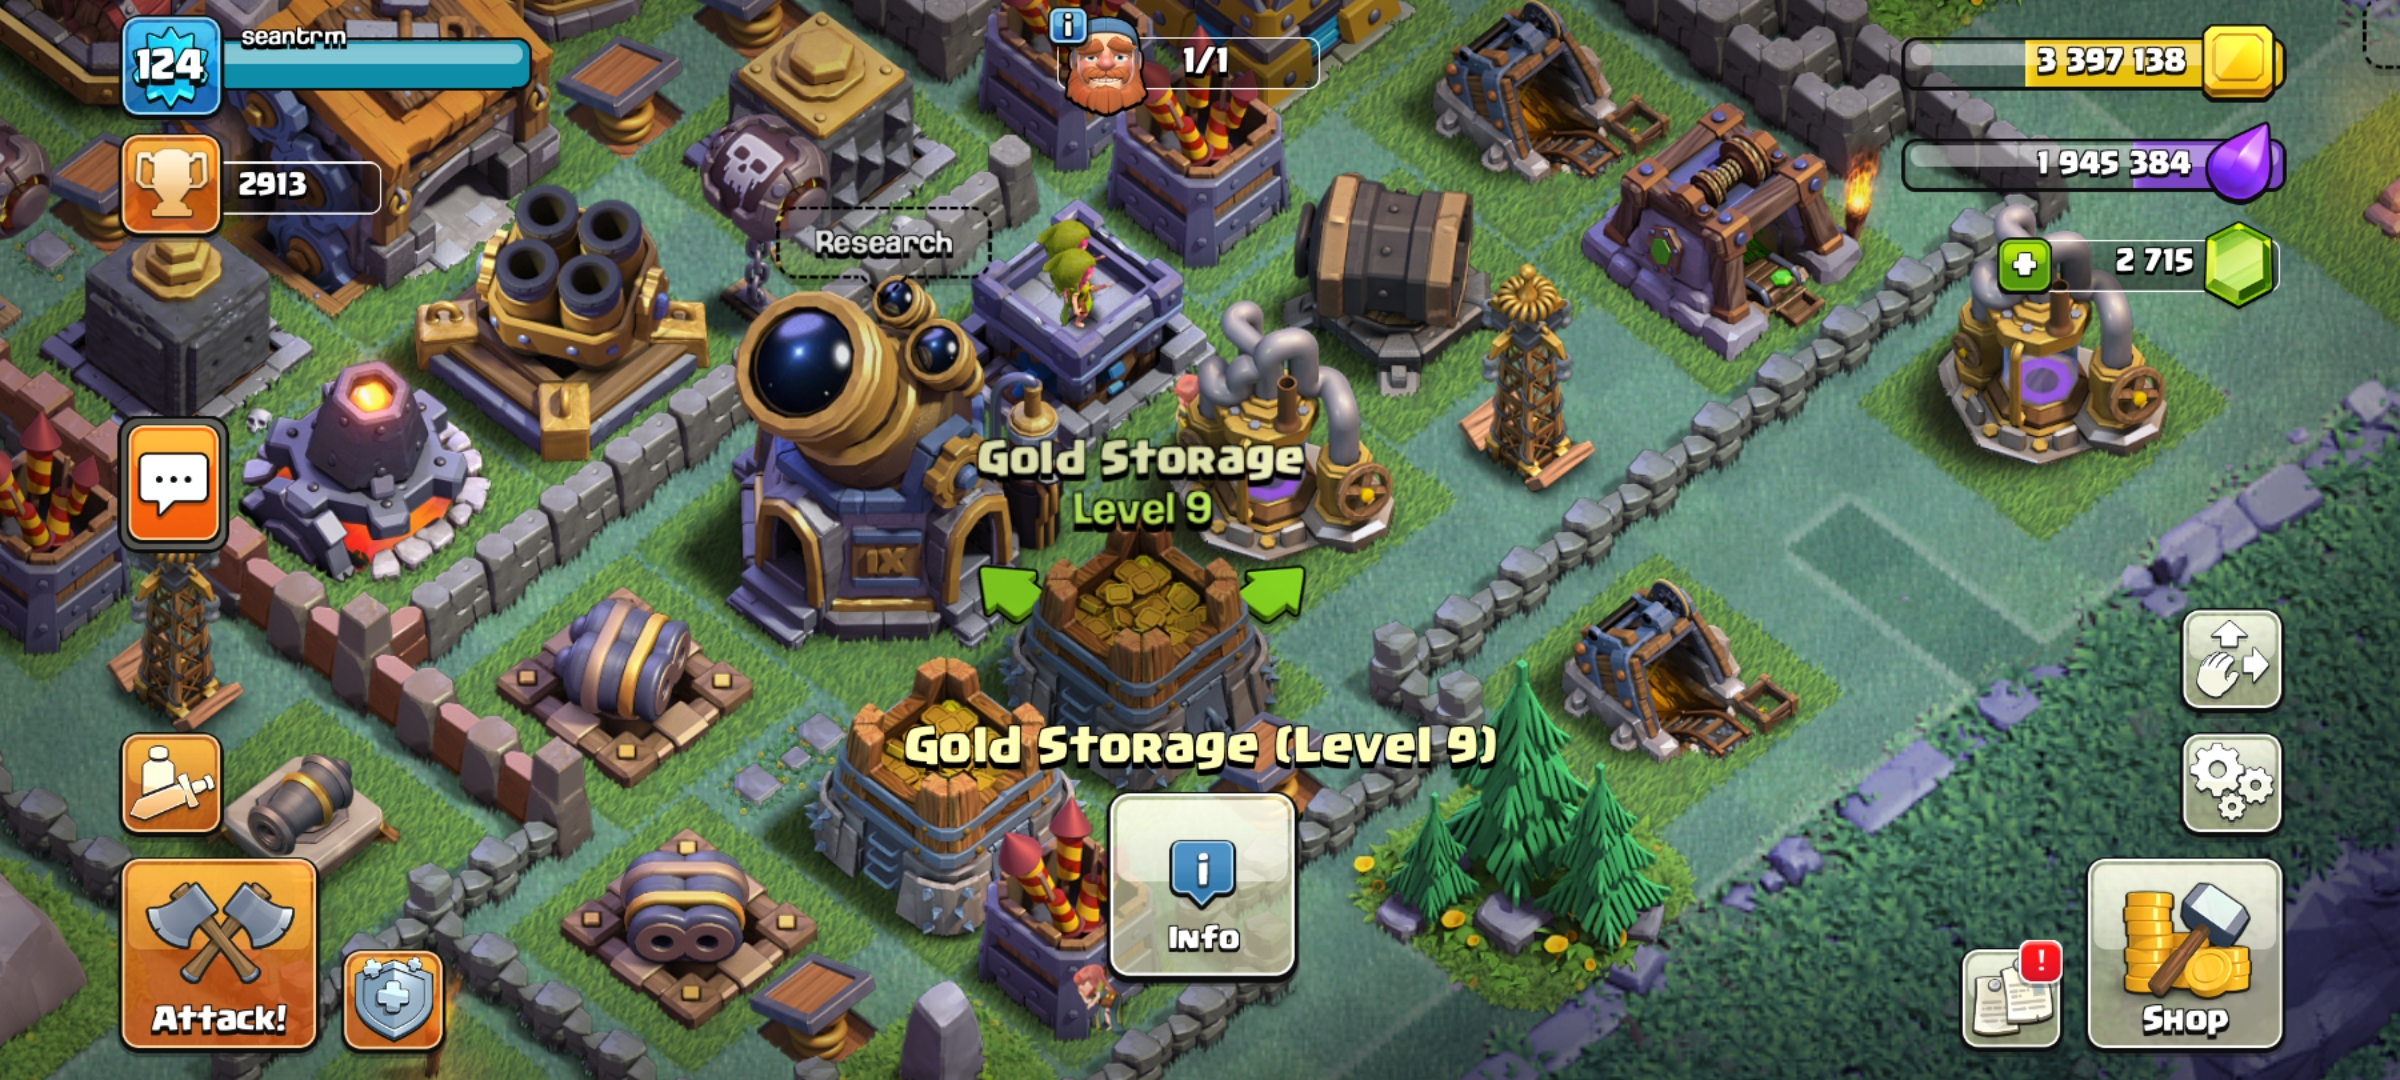 124
seantrm
1/1
3 397 138
2913
1 945 384
Research
2 715
Gold Storage
Level 9
IX
Gold Storage (Level 9)
Info
Attack!
Shop